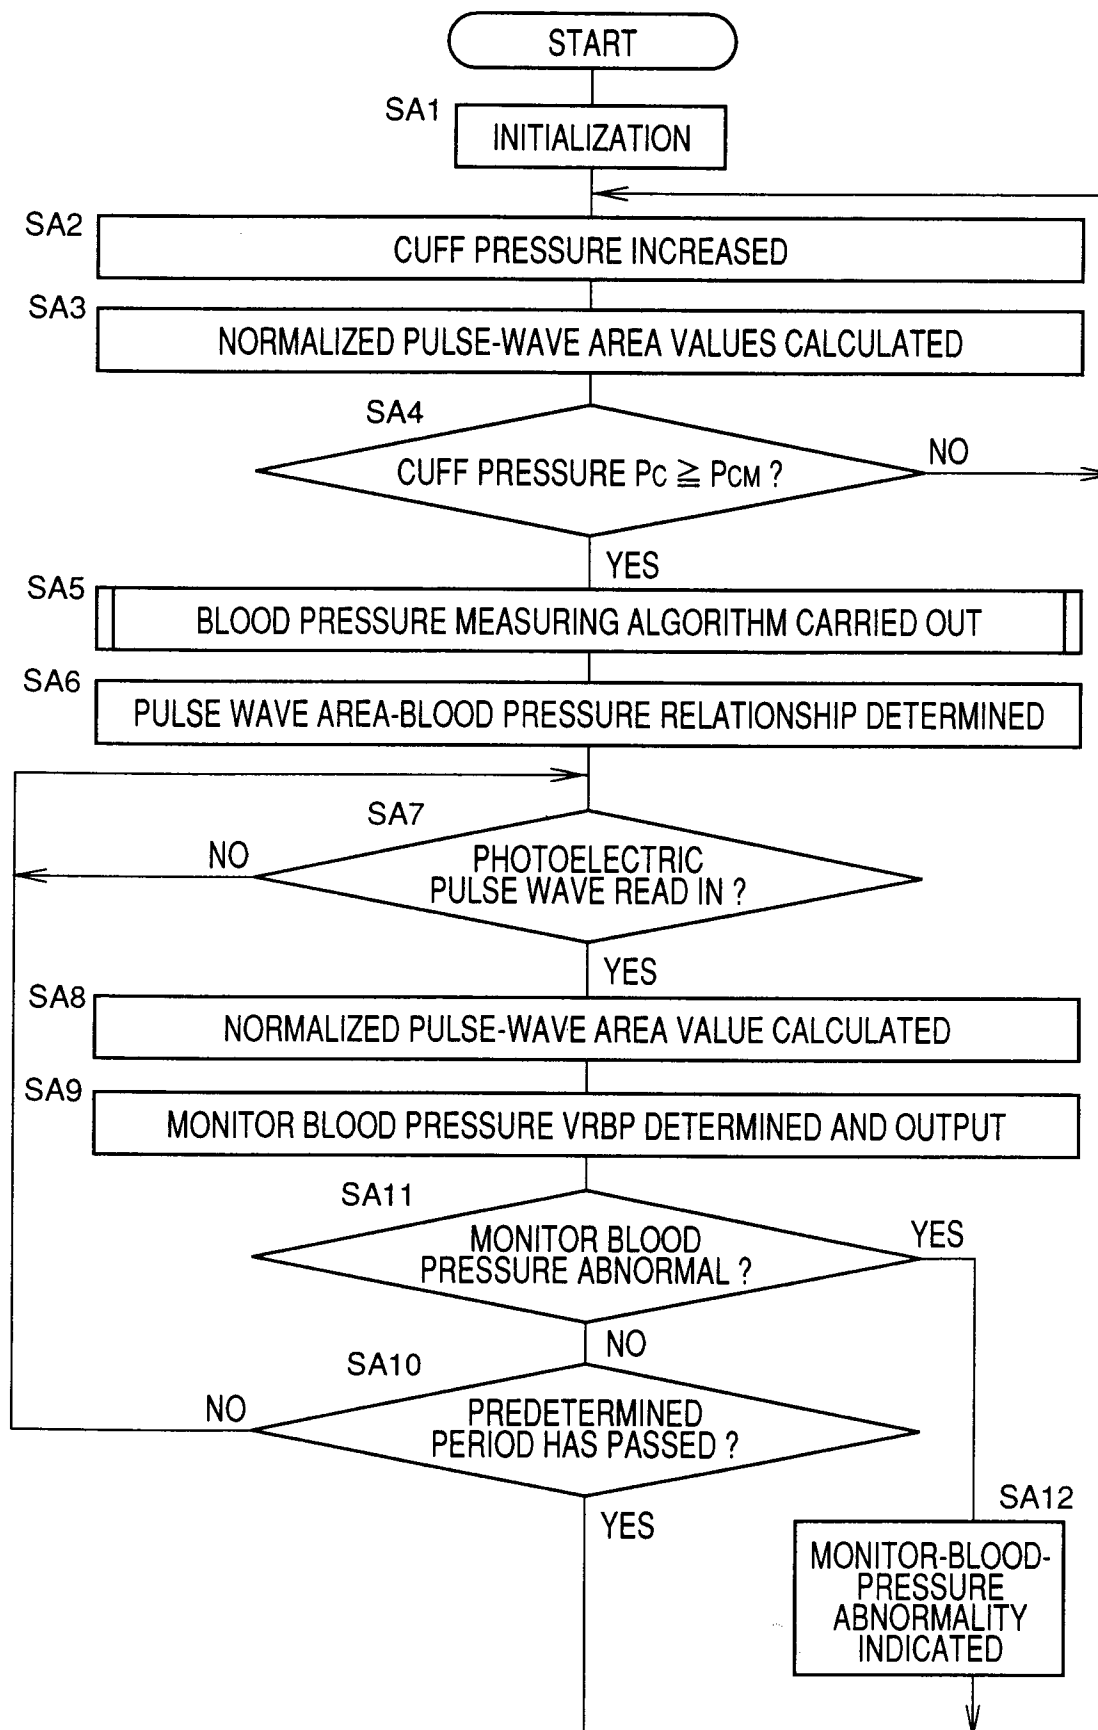 START
SA1
INITIALIZATION
SA2
CUFF PRESSURE INCREASED
SA3
NORMALIZED PULSE-WAVE AREA VALUES CALCULATED
SA4
CUFF PRESSURE PC ≧ PCM ?
NO
YES
SA5
BLOOD PRESSURE MEASURING ALGORITHM CARRIED OUT
SA6
PULSE WAVE AREA-BLOOD PRESSURE RELATIONSHIP DETERMINED
SA7
NO
PHOTOELECTRIC
PULSE WAVE READ IN ?
YES
SA8
NORMALIZED PULSE-WAVE AREA VALUE CALCULATED
SA9
MONITOR BLOOD PRESSURE VRBP DETERMINED AND OUTPUT
SA11
MONITOR BLOOD
PRESSURE ABNORMAL ?
YES
NO
SA10
NO
PREDETERMINED
PERIOD HAS PASSED ?
YES
SA12
MONITOR-BLOOD-
PRESSURE
ABNORMALITY
INDICATED